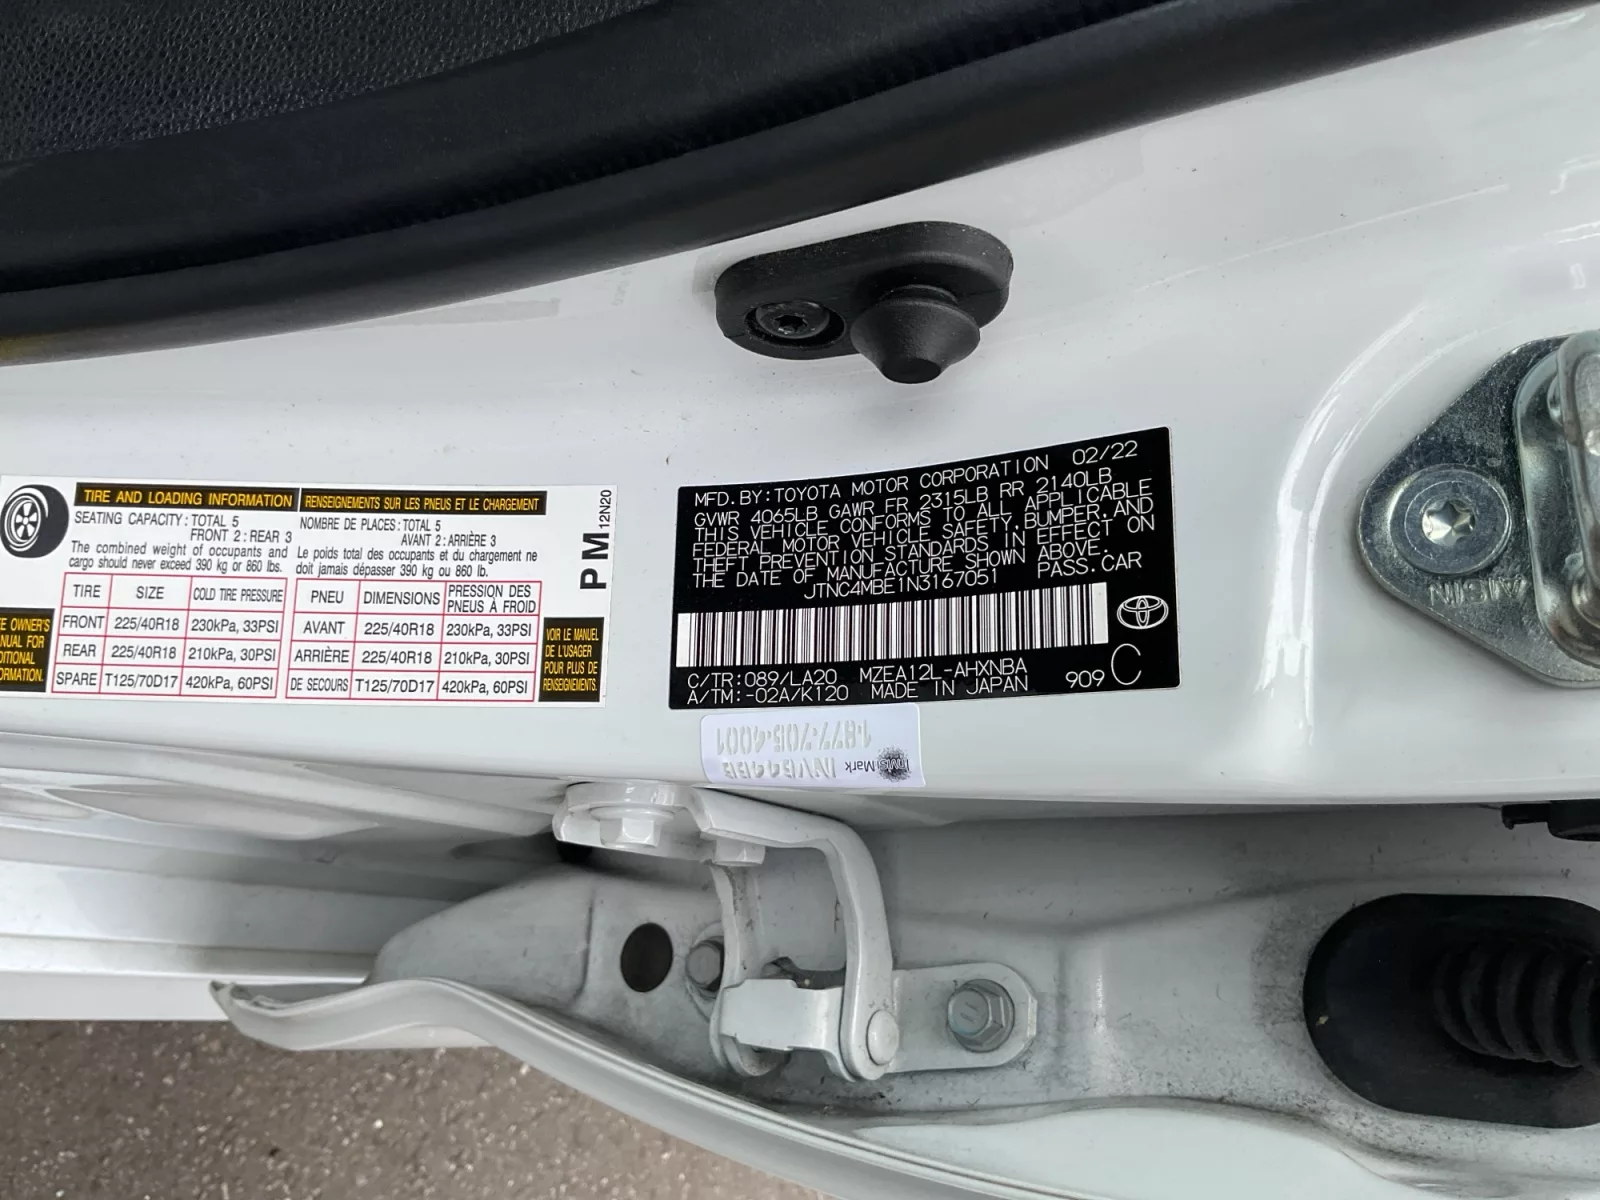 TIRE AND LOADING INFORMATION
RENSEIGNEMENTS SUR LES PNEUS ET LE CHARGEMENT
SEATING CAPACITY: TOTAL 5
FRONT 2: REAR 3
The combined weight of occupants and
cargo should never exceed 390 kg or 860 lbs.
NOMBRE DE PLACES: TOTAL 5
AVANT 2: ARRIÈRE 3
Le poids total des occupants et du chargement ne
doit jamais dépasser 390 kg ou 860 lb.
TIRE SIZE COLD TIRE PRESSURE
FRONT 225/40R18 230kPa, 33PSI
REAR 225/40R18 210kPa, 30PSI
SPARE T125/70D17 420kPa, 60PSI
PNEU DIMENSIONS PRESSION DES PNEUS À FROID
AVANT 225/40R18 230kPa, 33PSI
ARRIÈRE 225/40R18 210kPa, 30PSI
DE SECOURS T125/70D17 420kPa, 60PSI
OWNER'S
FOR
VOIR LE MANUEL
DE L'USAGER
POUR PLUS DE
RENSEIGNEMENTS.
PM 12N20
MFD. BY: TOYOTA MOTOR CORPORATION 02/22
GVWR 4065LB GAWR FR 2315LB RR 2140LB
THIS VEHICLE CONFORMS TO ALL APPLICABLE
FEDERAL MOTOR VEHICLE SAFETY, BUMPER, AND
THEFT PREVENTION STANDARDS IN EFFECT ON
THE DATE OF MANUFACTURE SHOWN ABOVE.
JTNC4MBE1N3167051 PASS. CAR
C/TR: 089/LA20 MZEA12L-AHXNBA
A/TM: -02A/K120 MADE IN JAPAN 909 C
InvisiMark
1-877-705-4001
AISIN